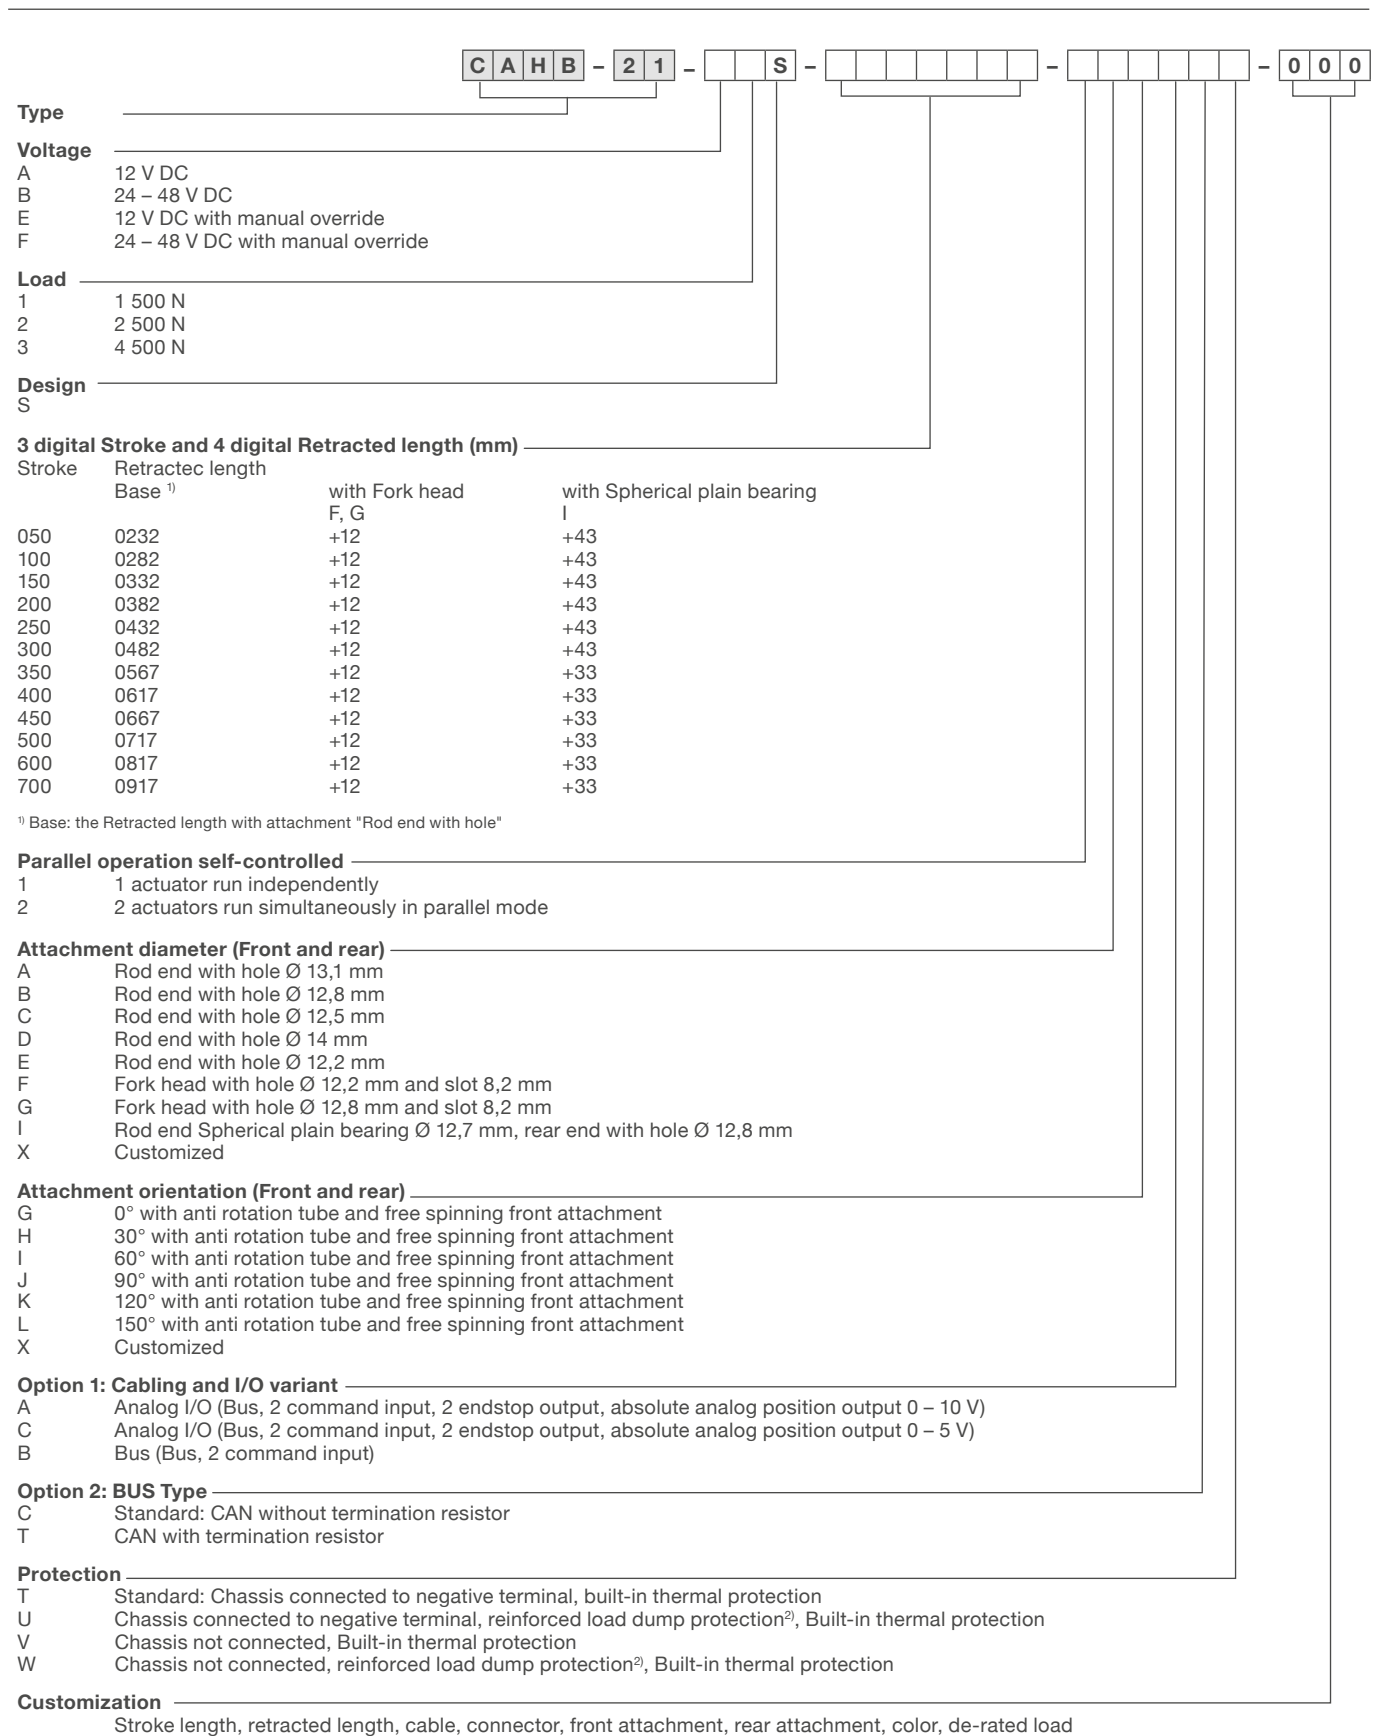 C A H B – 2 1 – S – – – 0 0 0
Type
Voltage
A 12 V DC
B 24 – 48 V DC
E 12 V DC with manual override
F 24 – 48 V DC with manual override
Load
1 1 500 N
2 2 500 N
3 4 500 N
Design
S
3 digital Stroke and 4 digital Retracted length (mm)
Stroke Retractec length
Base 1) with Fork head with Spherical plain bearing
F, G I
050 0232 +12 +43
100 0282 +12 +43
150 0332 +12 +43
200 0382 +12 +43
250 0432 +12 +43
300 0482 +12 +43
350 0567 +12 +33
400 0617 +12 +33
450 0667 +12 +33
500 0717 +12 +33
600 0817 +12 +33
700 0917 +12 +33
1) Base: the Retracted length with attachment "Rod end with hole"
Parallel operation self-controlled
1 1 actuator run independently
2 2 actuators run simultaneously in parallel mode
Attachment diameter (Front and rear)
A Rod end with hole Ø 13,1 mm
B Rod end with hole Ø 12,8 mm
C Rod end with hole Ø 12,5 mm
D Rod end with hole Ø 14 mm
E Rod end with hole Ø 12,2 mm
F Fork head with hole Ø 12,2 mm and slot 8,2 mm
G Fork head with hole Ø 12,8 mm and slot 8,2 mm
I Rod end Spherical plain bearing Ø 12,7 mm, rear end with hole Ø 12,8 mm
X Customized
Attachment orientation (Front and rear)
G 0° with anti rotation tube and free spinning front attachment
H 30° with anti rotation tube and free spinning front attachment
I 60° with anti rotation tube and free spinning front attachment
J 90° with anti rotation tube and free spinning front attachment
K 120° with anti rotation tube and free spinning front attachment
L 150° with anti rotation tube and free spinning front attachment
X Customized
Option 1: Cabling and I/O variant
A Analog I/O (Bus, 2 command input, 2 endstop output, absolute analog position output 0 – 10 V)
C Analog I/O (Bus, 2 command input, 2 endstop output, absolute analog position output 0 – 5 V)
B Bus (Bus, 2 command input)
Option 2: BUS Type
C Standard: CAN without termination resistor
T CAN with termination resistor
Protection
T Standard: Chassis connected to negative terminal, built-in thermal protection
U Chassis connected to negative terminal, reinforced load dump protection2), Built-in thermal protection
V Chassis not connected, Built-in thermal protection
W Chassis not connected, reinforced load dump protection2), Built-in thermal protection
Customization
Stroke length, retracted length, cable, connector, front attachment, rear attachment, color, de-rated load